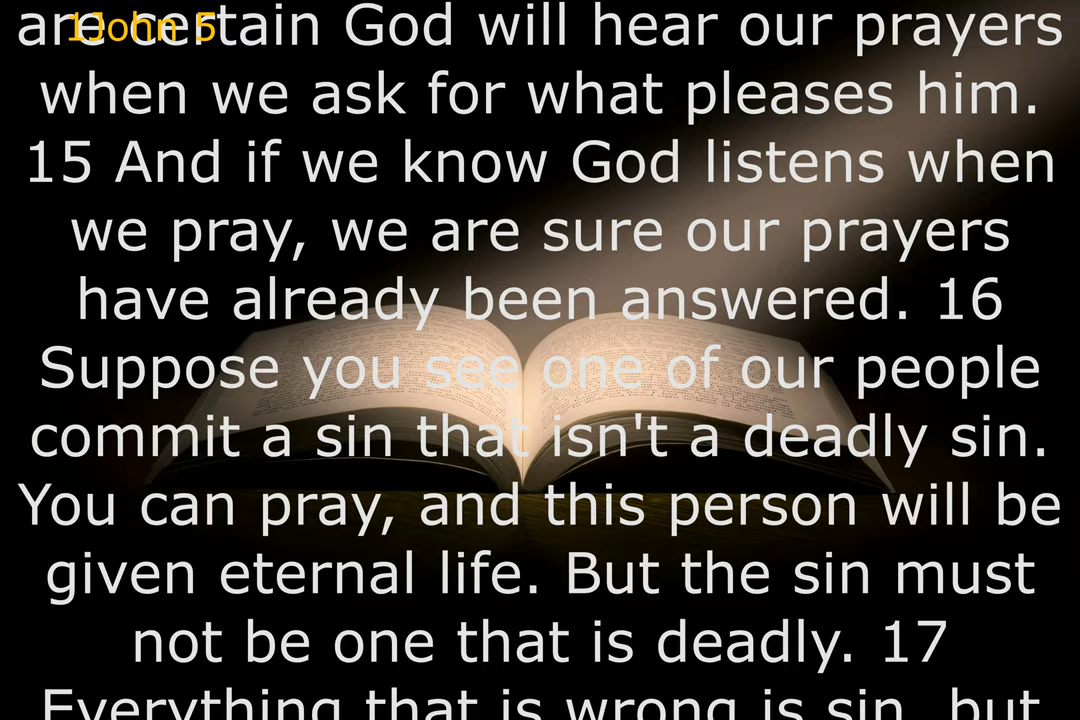 1John 5
are certain God will hear our prayers
when we ask for what pleases him.
15 And if we know God listens when
we pray, we are sure our prayers
have already been answered. 16
Suppose you see one of our people
commit a sin that isn't a deadly sin.
You can pray, and this person will be
given eternal life. But the sin must
not be one that is deadly. 17
Everything that is wrong is sin, but